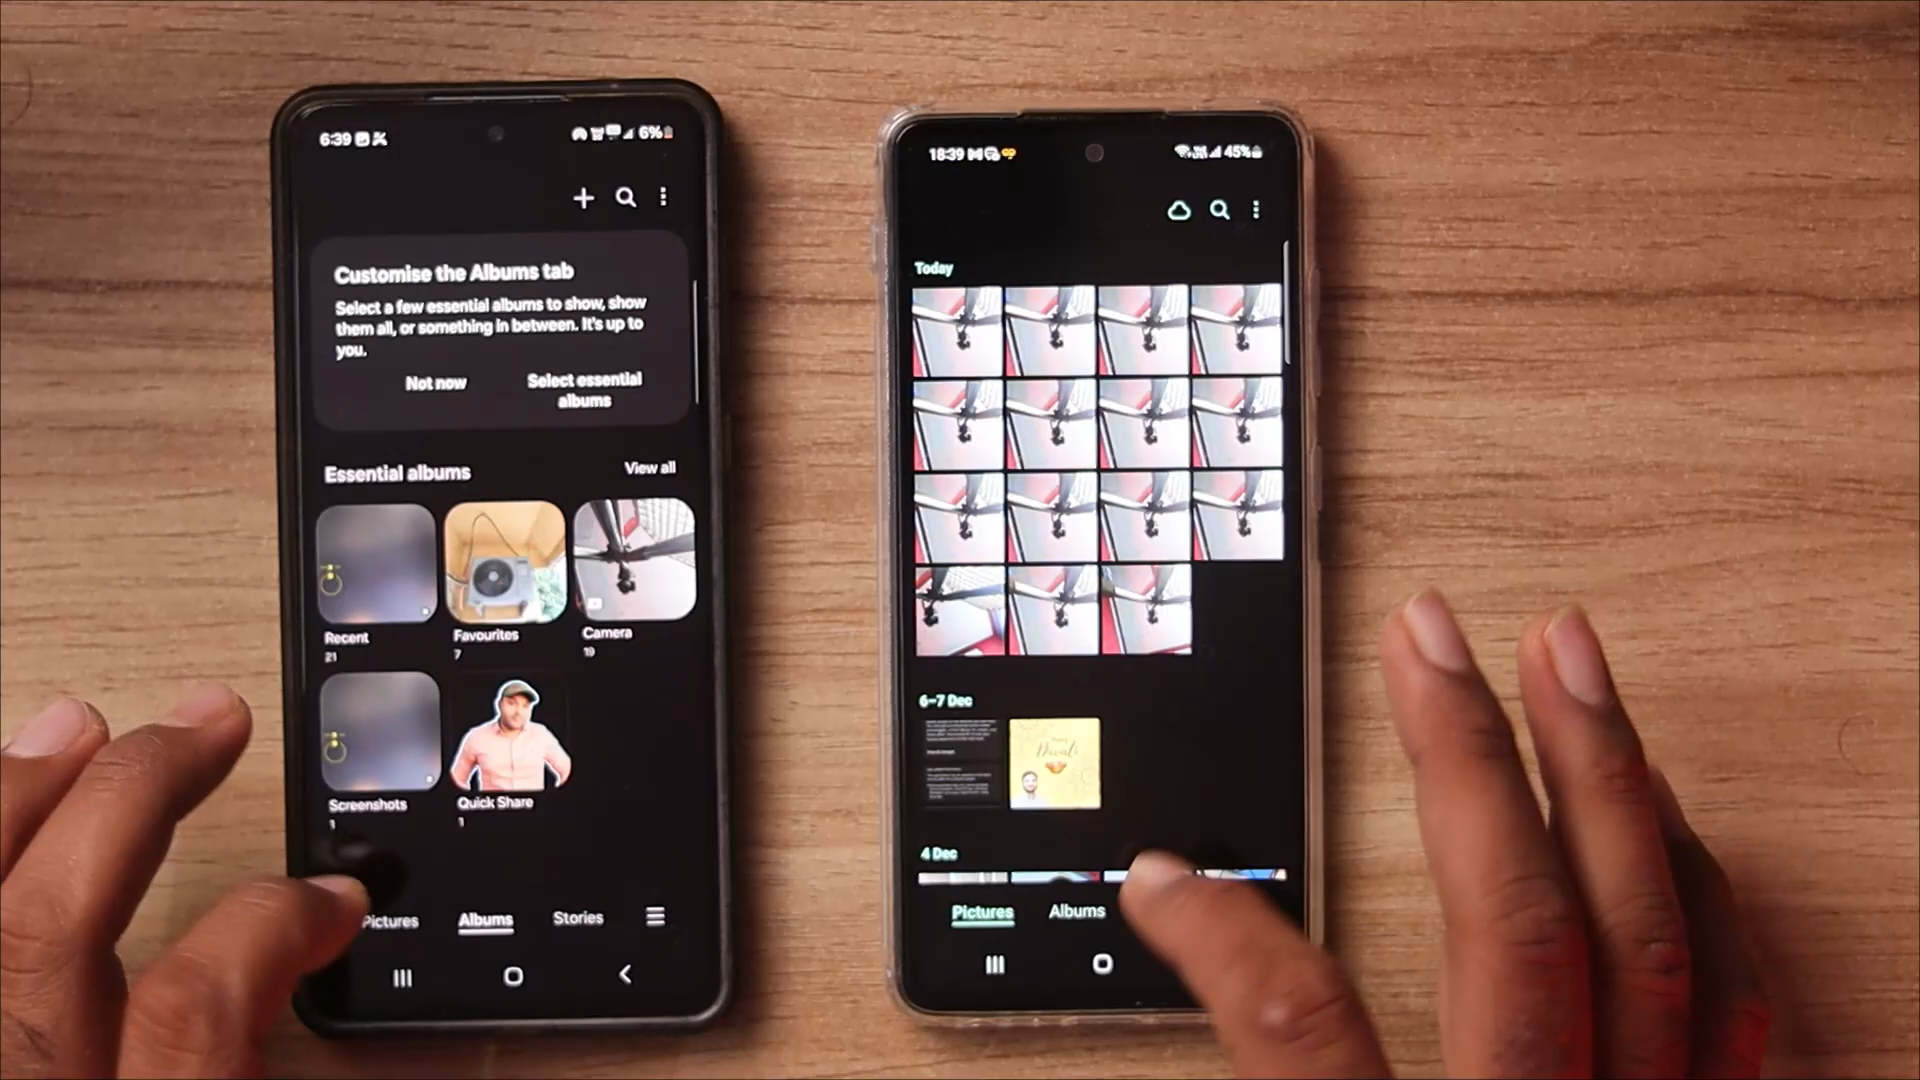 6:39
6%
Customise the Albums tab
Select a few essential albums to show, show
them all, or something in between. It's up to
you.
Not now
Select essential
albums
Essential albums
View all
Recent
21
Favourites
7
Camera
19
Screenshots
1
Quick Share
1
Pictures
Albums
Stories
18:39
45%
Today
6–7 Dec
Diwali
4 Dec
Pictures
Albums